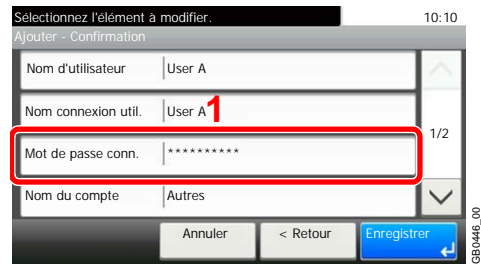 Sélectionnez l'élément à modifier.
10:10
Ajouter - Confirmation
Nom d'utilisateur User A
Nom connexion util. User A
1
1/2
Mot de passe conn. **********
Nom du compte Autres
Annuler
< Retour
Enregistrer
GB0446_00